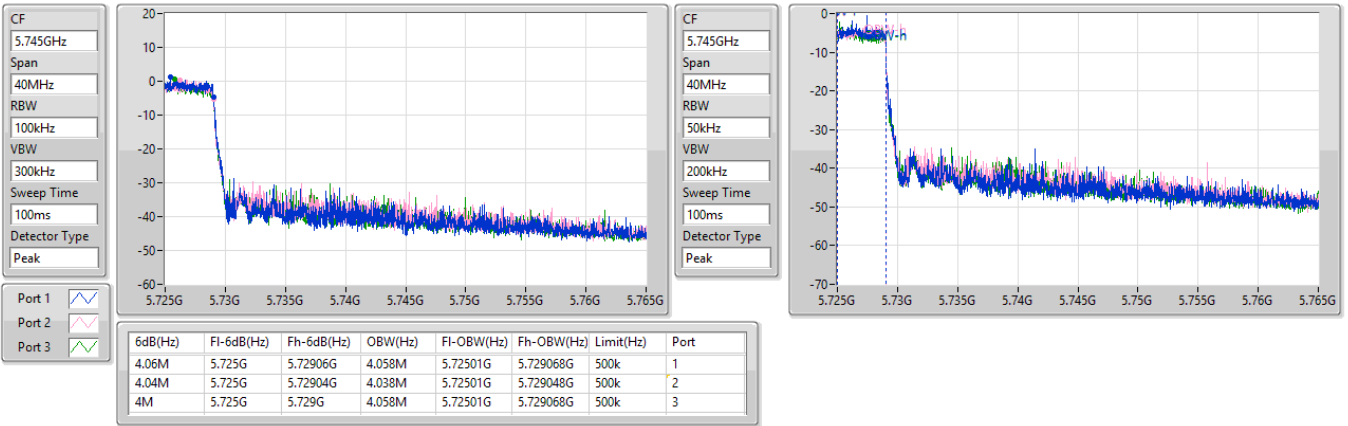 CF
5.745GHz
Span
40MHz
RBW
100kHz
VBW
300kHz
Sweep Time
100ms
Detector Type
Peak
20
10
0
-10
-20
-30
-40
-50
-60
5.725G 5.73G 5.735G 5.74G 5.745G 5.75G 5.755G 5.76G 5.765G
CF
5.745GHz
Span
40MHz
RBW
50kHz
VBW
200kHz
Sweep Time
100ms
Detector Type
Peak
0
-10
-20
-30
-40
-50
-60
-70
5.725G 5.73G 5.735G 5.74G 5.745G 5.75G 5.755G 5.76G 5.765G
Port 1
Port 2
Port 3
6dB(Hz) Fl-6dB(Hz) Fh-6dB(Hz) OBW(Hz) Fl-OBW(Hz) Fh-OBW(Hz) Limit(Hz) Port
4.06M 5.725G 5.72906G 4.058M 5.72501G 5.729068G 500k 1
4.04M 5.725G 5.72904G 4.038M 5.72501G 5.729048G 500k 2
4M 5.725G 5.729G 4.058M 5.72501G 5.729068G 500k 3